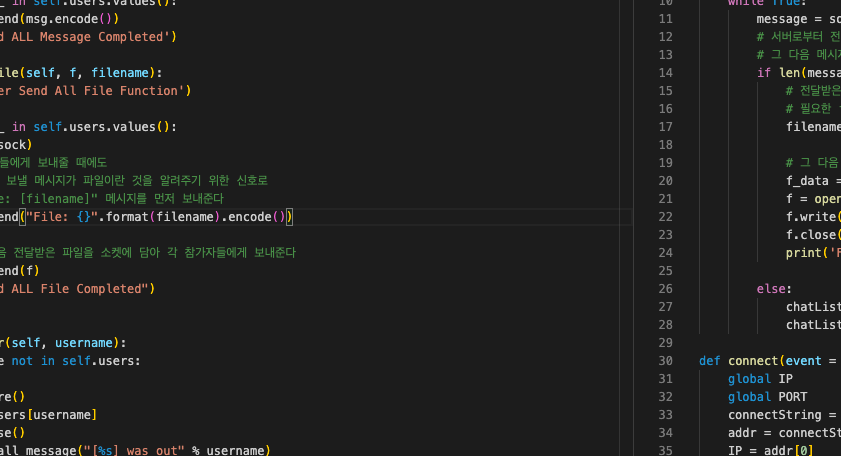 in self.users.values():
end(msg.encode())
d ALL Message Completed')
ile(self, f, filename):
er Send All File Function')
_ in self.users.values():
sock)
들에게 보내줄 때에도
보낼 메시지가 파일이란 것을 알려주기 위한 신호로
e: [filename]" 메시지를 먼저 보내준다
end("File: {}".format(filename).encode())
음 전달받은 파일을 소켓에 담아 각 참가자들에게 보내준다
end(f)
d ALL File Completed")
r(self, username):
e not in self.users:
re()
sers[username]
se()
all_message("[%s] was out" % username)
10 while True:
11 message = so
12 # 서버로부터 전
13 # 그 다음 메시지
14 if len(messa
15 # 전달받은
16 # 필요한
17 filename
18
19 # 그 다음
20 f_data =
21 f = open
22 f.write(
23 f.close(
24 print('F
25
26 else:
27 chatList
28 chatList
29
30 def connect(event =
31 global IP
32 global PORT
33 connectString =
34 addr = connectSt
35 IP = addr[0]